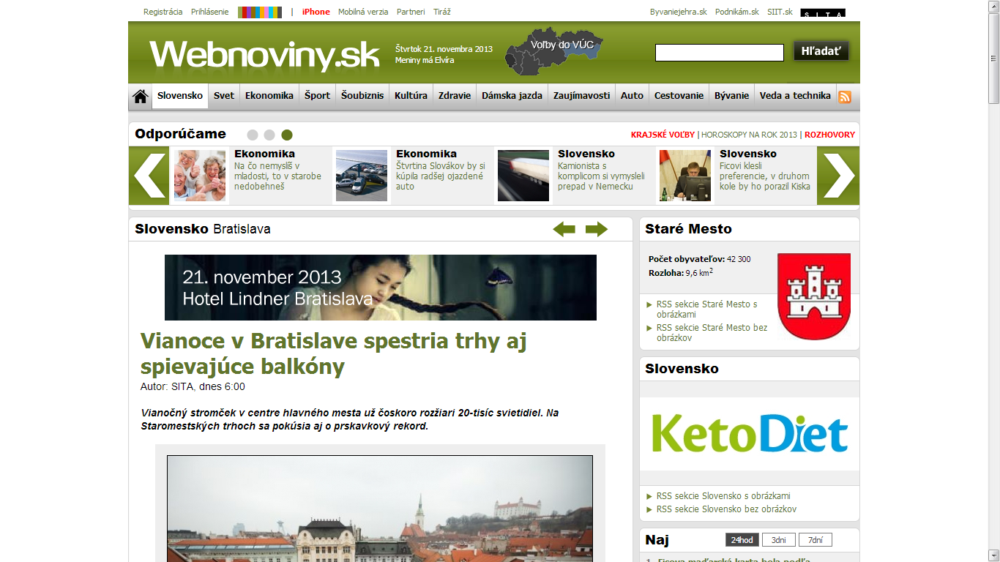 Registrácia Prihlásenie | iPhone Mobilná verzia Partneri Tiráž
Byvaniejehra.sk Podnikám.sk SIIT.sk S I T A
Webnoviny.sk
Štvrtok 21. novembra 2013
Meniny má Elvíra
Voľby do VÚC
Hľadať
Slovensko Svet Ekonomika Šport Šoubiznis Kultúra Zdravie Dámska jazda Zaujímavosti Auto Cestovanie Bývanie Veda a technika
Odporúčame
KRAJSKÉ VOĽBY | HOROSKOPY NA ROK 2013 | ROZHOVORY
Ekonomika
Na čo nemyslíš v
mladosti, to v starobe
nedobehneš
Ekonomika
Štvrtina Slovákov by si
kúpila radšej ojazdené
auto
Slovensko
Kamionista s
komplicom si vymysleli
prepad v Nemecku
Slovensko
Ficovi klesli
preferencie, v druhom
kole by ho porazil Kiska
Slovensko Bratislava
21. november 2013
Hotel Lindner Bratislava
Vianoce v Bratislave spestria trhy aj
spievajúce balkóny
Autor: SITA, dnes 6:00
Vianočný stromček v centre hlavného mesta už čoskoro rozžiari 20-tisíc svietidiel. Na
Staromestských trhoch sa pokúsia aj o prskavkový rekord.
Staré Mesto
Počet obyvateľov: 42 300
Rozloha: 9,6 km²
RSS sekcie Staré Mesto s
obrázkami
RSS sekcie Staré Mesto bez
obrázkov
Slovensko
KetoDiet
RSS sekcie Slovensko s obrázkami
RSS sekcie Slovensko bez obrázkov
Naj
24hod 3dni 7dní
1. Ficova maďarská karta bola podľa